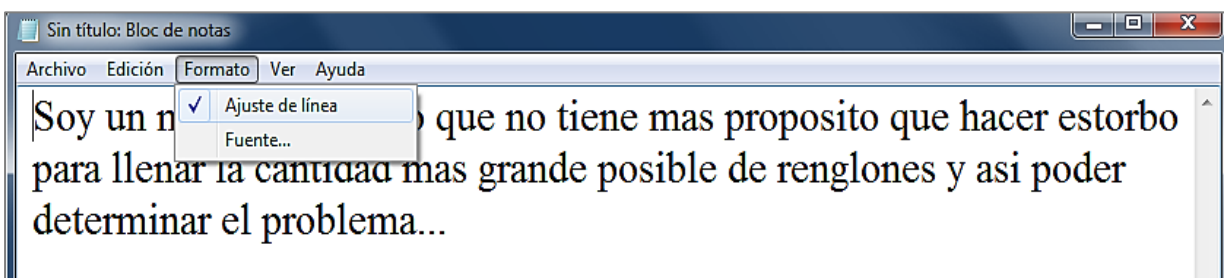 Sin título: Bloc de notas
Archivo Edición Formato Ver Ayuda
Ajuste de línea
Fuente...
Soy un que no tiene mas proposito que hacer estorbo
para llenar la cantidad mas grande posible de renglones y asi poder
determinar el problema...